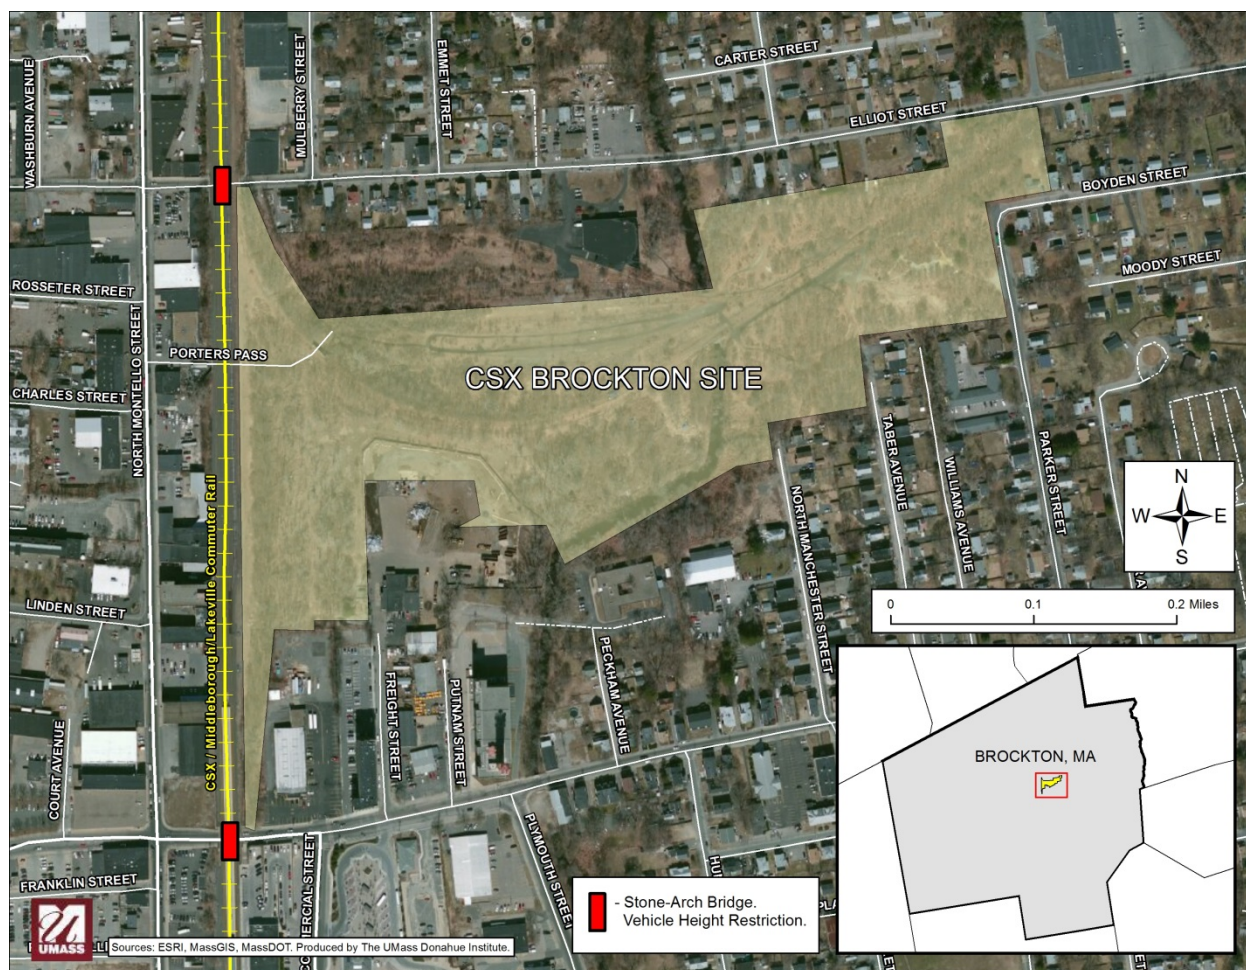 CARTER STREET
WASHBURN AVENUE
MULBERRY STREET
EMMET STREET
ELLIOT STREET
BOYDEN STREET
MOODY STREET
ROSSETER STREET
NORTH MONTELLO STREET
PORTERS PASS
CSX BROCKTON SITE
CHARLES STREET
TABER AVENUE
WILLIAMS AVENUE
PARKER STREET
NORTH MANCHESTER STREET
N
W E
S
0 0.1 0.2 Miles
LINDEN STREET
CSX / Middleborough/Lakeville Commuter Rail
COURT AVENUE
FREIGHT STREET
PUTNAM STREET
PECKHAM AVENUE
BROCKTON, MA
PLYMOUTH STREET
FRANKLIN STREET
- Stone-Arch Bridge.
Vehicle Height Restriction.
UMASS
Sources: ESRI, MassGIS, MassDOT. Produced by The UMass Donahue Institute.